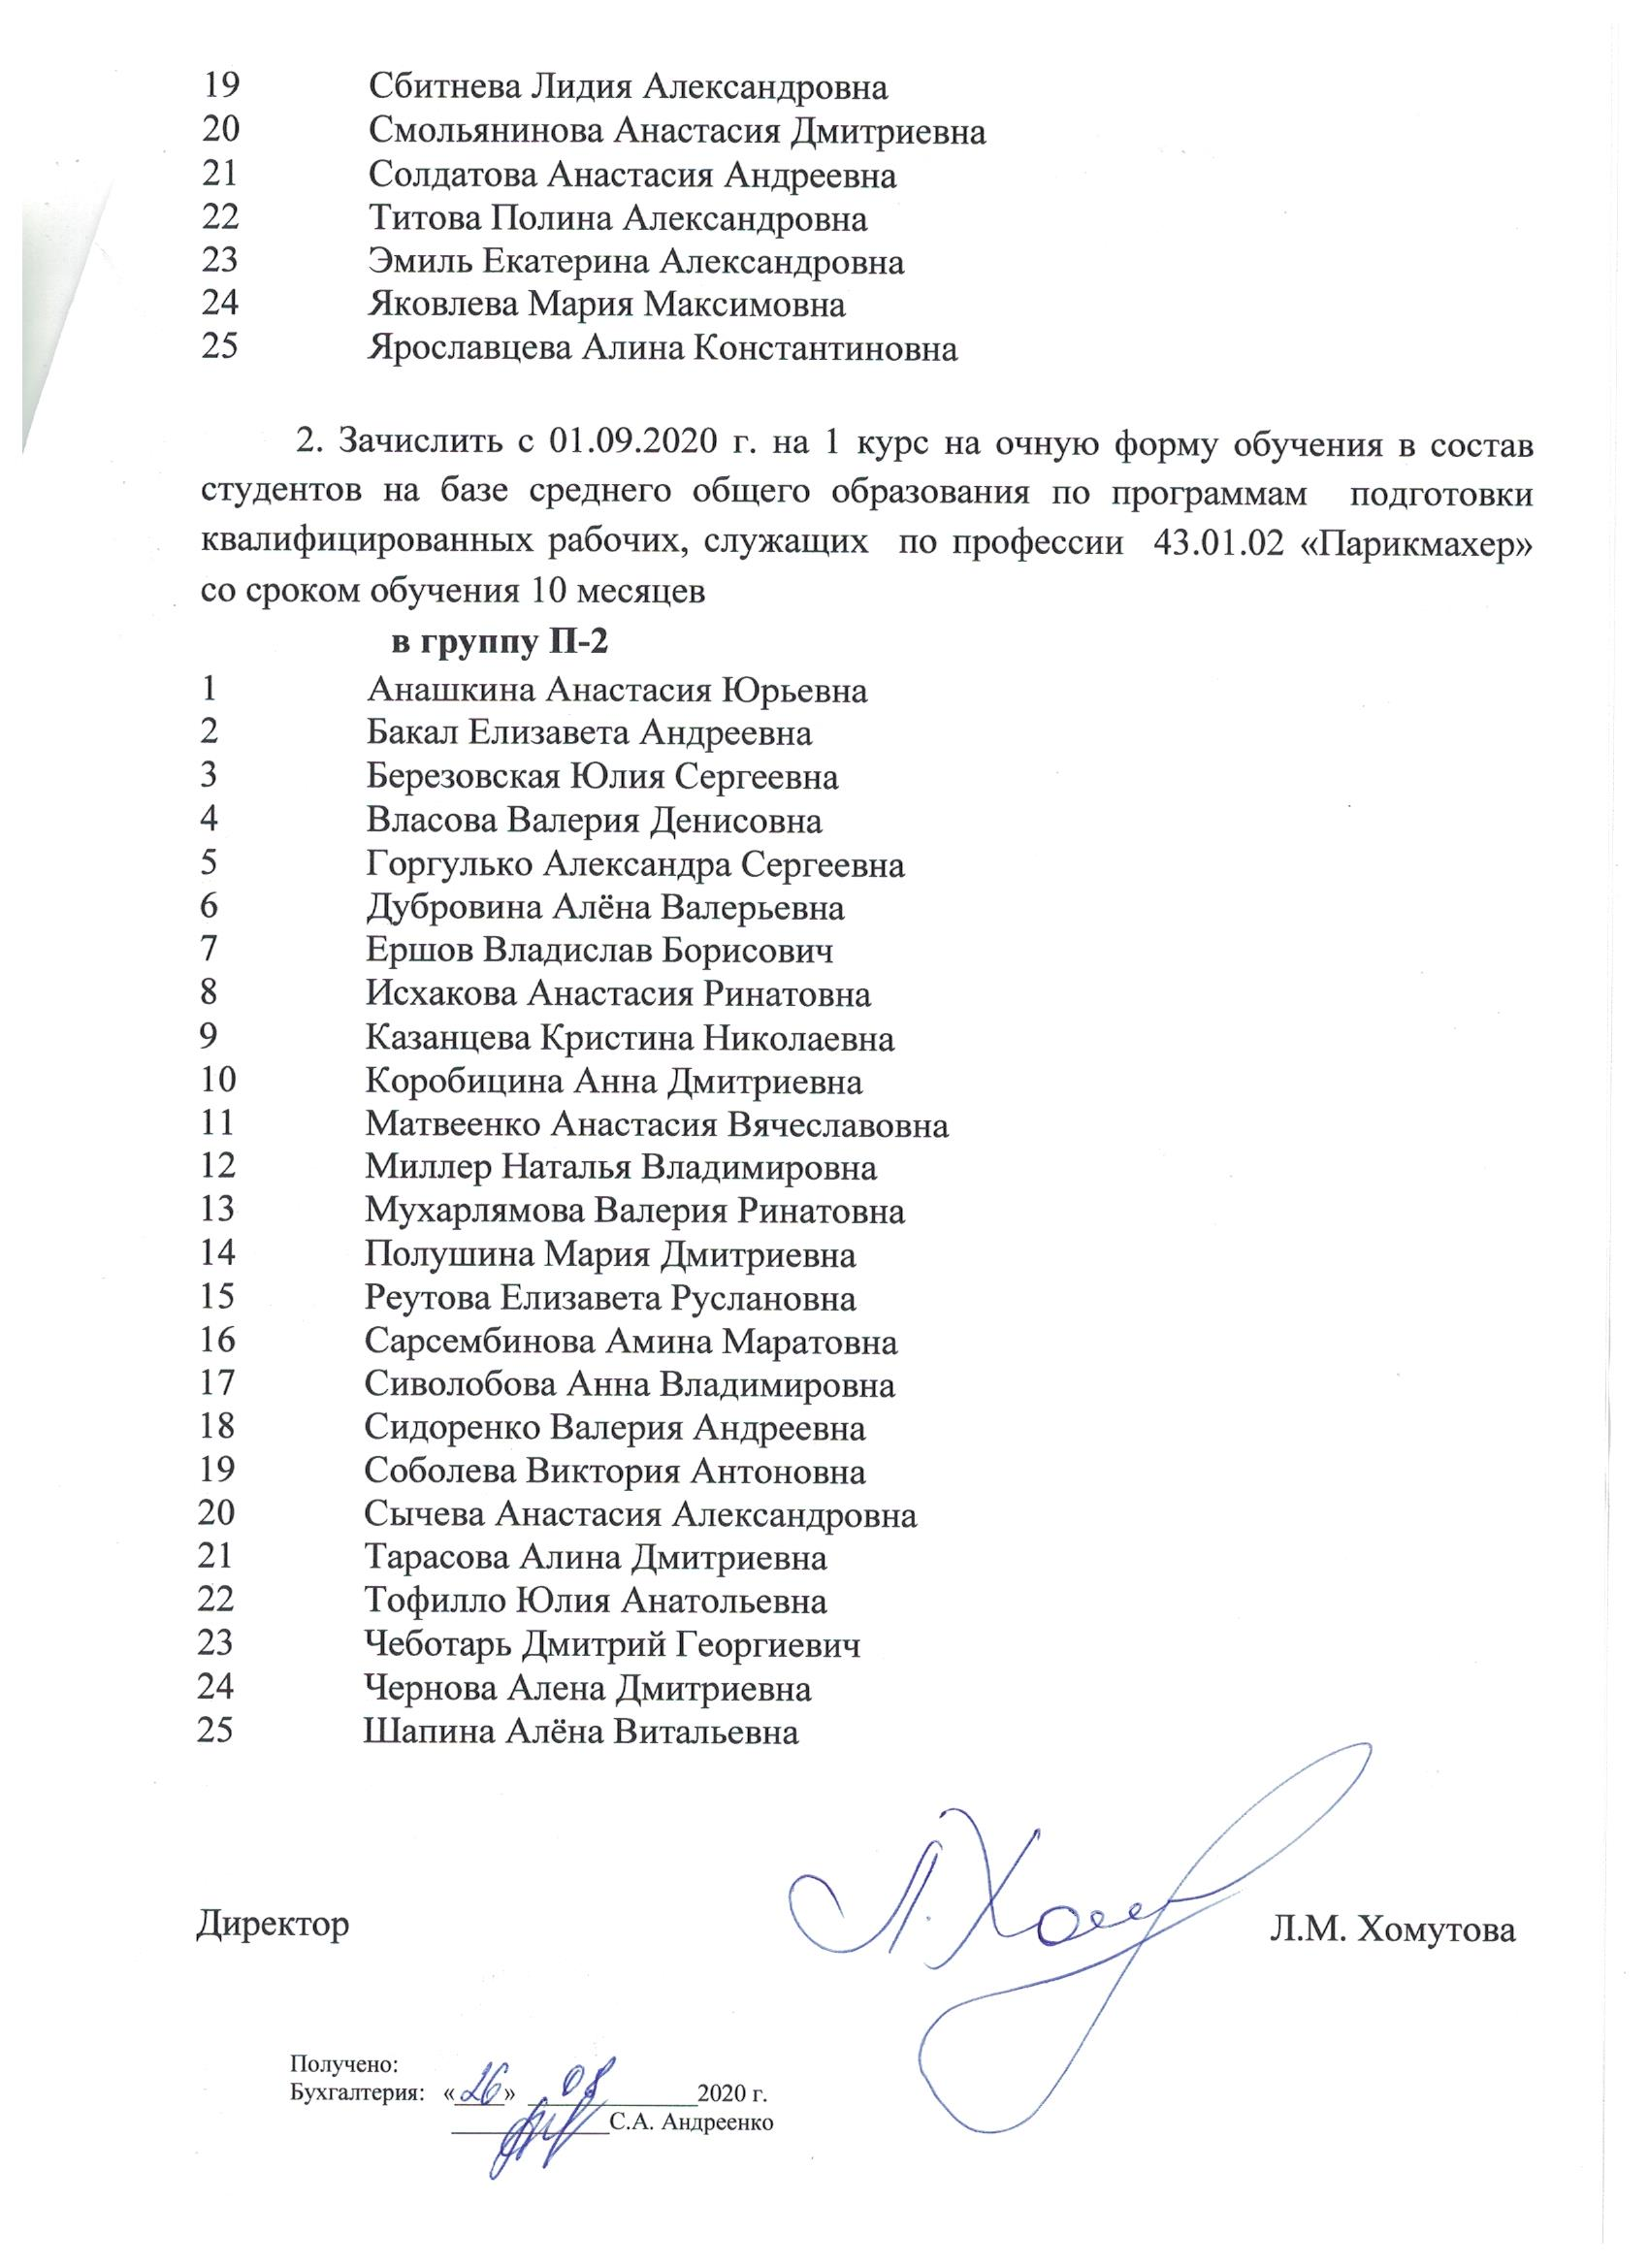 19 Сбитнева Лидия Александровна
20 Смольянинова Анастасия Дмитриевна
21 Солдатова Анастасия Андреевна
22 Титова Полина Александровна
23 Эмиль Екатерина Александровна
24 Яковлева Мария Максимовна
25 Ярославцева Алина Константиновна
2. Зачислить с 01.09.2020 г. на 1 курс на очную форму обучения в состав
студентов на базе среднего общего образования по программам подготовки
квалифицированных рабочих, служащих по профессии 43.01.02 «Парикмахер»
со сроком обучения 10 месяцев
в группу П-2
1 Анашкина Анастасия Юрьевна
2 Бакал Елизавета Андреевна
3 Березовская Юлия Сергеевна
4 Власова Валерия Денисовна
5 Горгулько Александра Сергеевна
6 Дубровина Алёна Валерьевна
7 Ершов Владислав Борисович
8 Исхакова Анастасия Ринатовна
9 Казанцева Кристина Николаевна
10 Коробицина Анна Дмитриевна
11 Матвеенко Анастасия Вячеславовна
12 Миллер Наталья Владимировна
13 Мухарлямова Валерия Ринатовна
14 Полушина Мария Дмитриевна
15 Реутова Елизавета Руслановна
16 Сарсембинова Амина Маратовна
17 Сиволобова Анна Владимировна
18 Сидоренко Валерия Андреевна
19 Соболева Виктория Антоновна
20 Сычева Анастасия Александровна
21 Тарасова Алина Дмитриевна
22 Тофилло Юлия Анатольевна
23 Чеботарь Дмитрий Георгиевич
24 Чернова Алена Дмитриевна
25 Шапина Алёна Витальевна
Директор Л.М. Хомутова
Получено:
Бухгалтерия: «26» 08 2020 г.
С.А. Андреенко